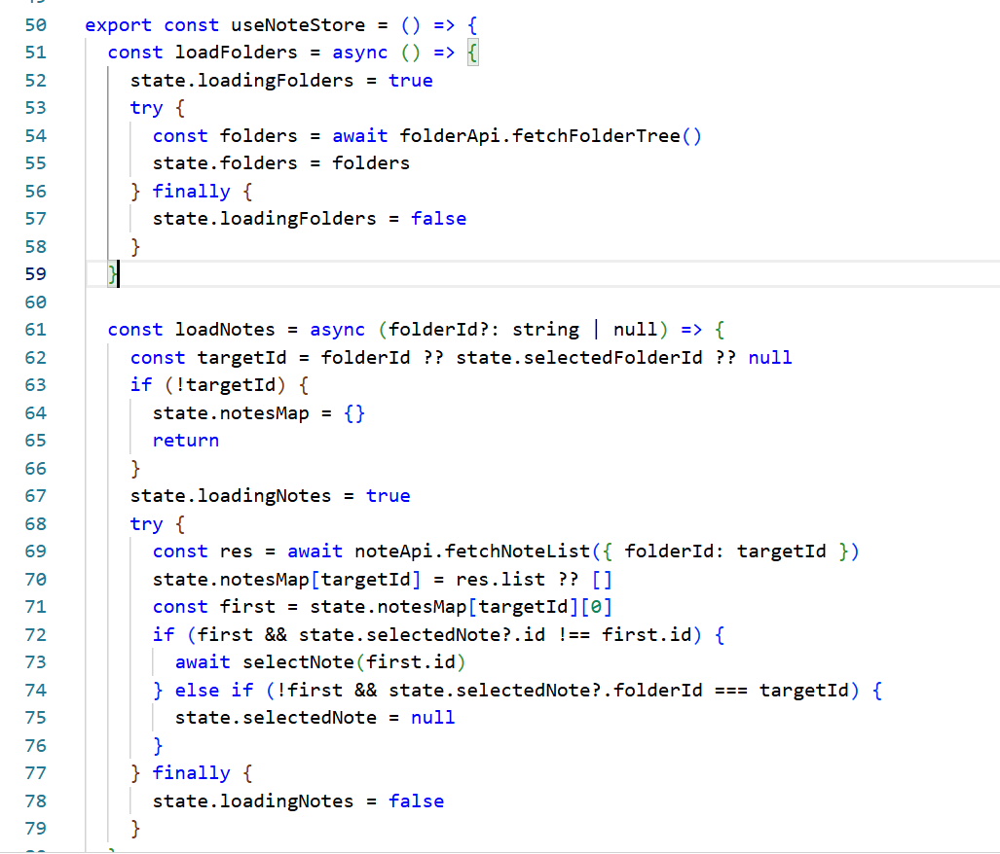 50 export const useNoteStore = () => {
51   const loadFolders = async () => {
52     state.loadingFolders = true
53     try {
54       const folders = await folderApi.fetchFolderTree()
55       state.folders = folders
56     } finally {
57       state.loadingFolders = false
58     }
59   }
60
61   const loadNotes = async (folderId?: string | null) => {
62     const targetId = folderId ?? state.selectedFolderId ?? null
63     if (!targetId) {
64       state.notesMap = {}
65       return
66     }
67     state.loadingNotes = true
68     try {
69       const res = await noteApi.fetchNoteList({ folderId: targetId })
70       state.notesMap[targetId] = res.list ?? []
71       const first = state.notesMap[targetId][0]
72       if (first && state.selectedNote?.id !== first.id) {
73         await selectNote(first.id)
74       } else if (!first && state.selectedNote?.folderId === targetId) {
75         state.selectedNote = null
76       }
77     } finally {
78       state.loadingNotes = false
79     }